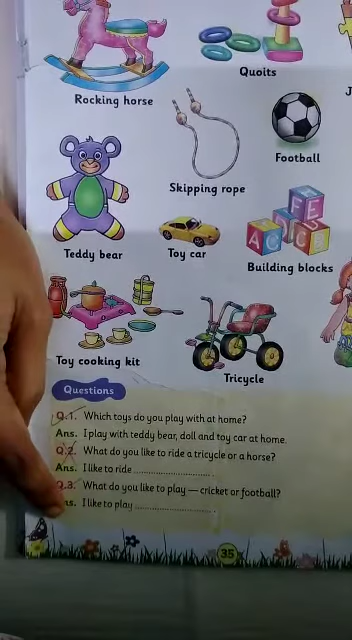 Rocking horse
Quoits
J
Skipping rope
Football
Teddy bear
Toy car
Building blocks
A C F E C B
Toy cooking kit
Tricycle
Questions
Q.1. Which toys do you play with at home?
Ans. I play with teddy bear, doll and toy car at home.
Q.2. What do you like to ride a tricycle or a horse?
Ans. I like to ride ....................
Q.3. What do you like to play — cricket or football?
ns. I like to play ....................
35